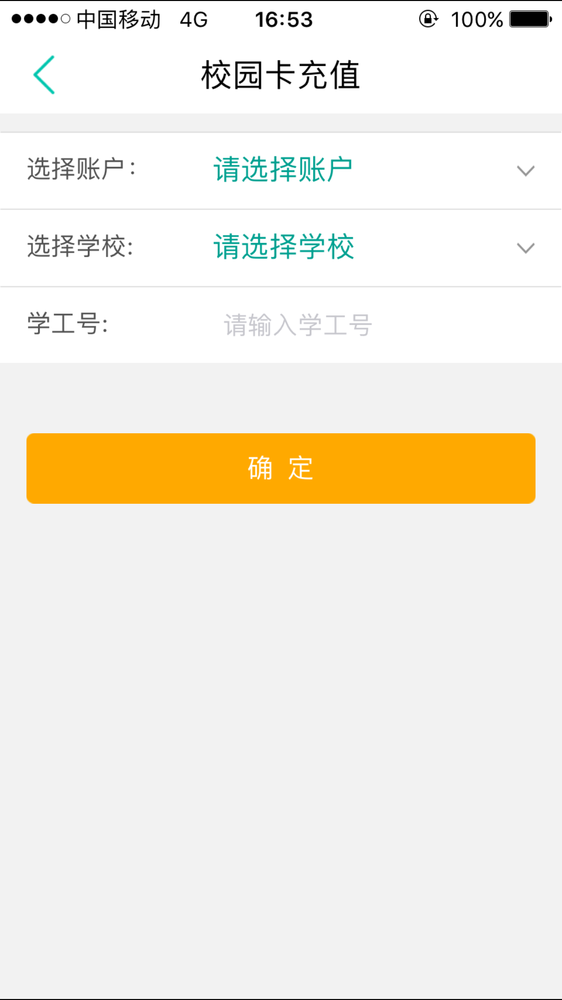 中国移动 4G 16:53 100%
校园卡充值
选择账户: 请选择账户
选择学校: 请选择学校
学工号: 请输入学工号
确 定